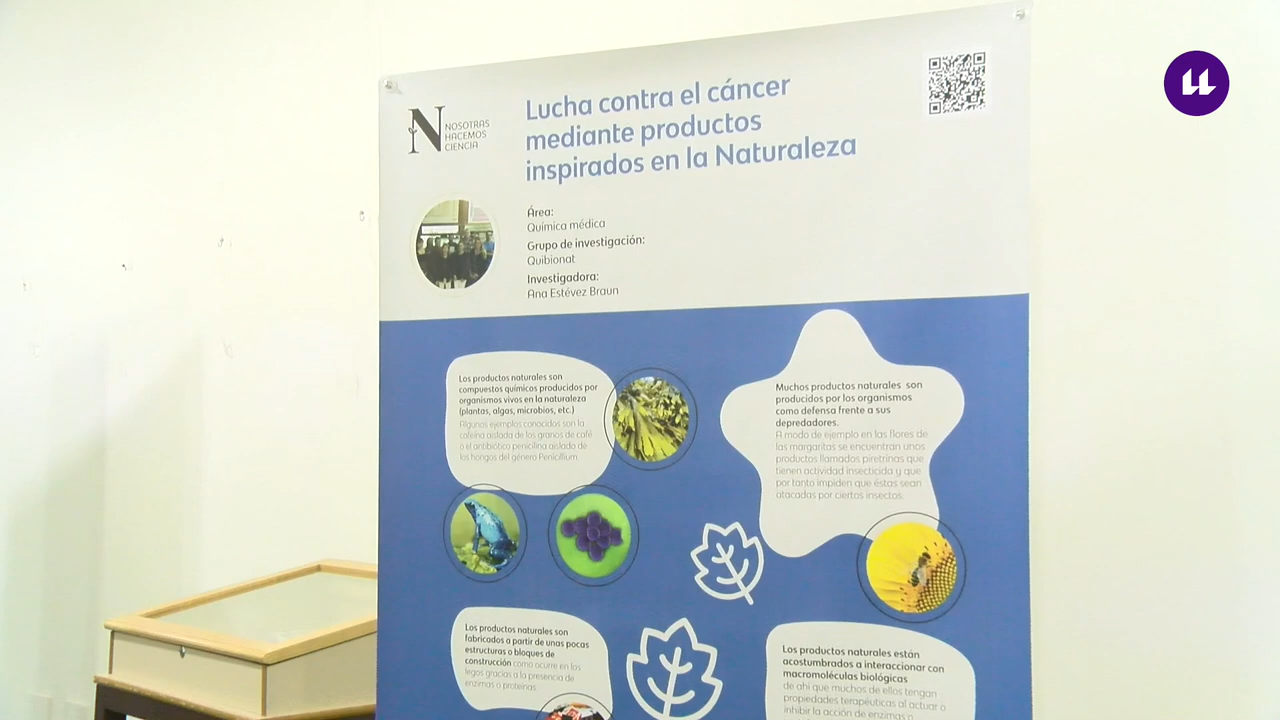 N
NOSOTRAS
HACEMOS
CIENCIA
Lucha contra el cáncer
mediante productos
inspirados en la Naturaleza
Área:
Química médica
Grupo de investigación:
Quibionat
Investigadora:
Ana Estévez Braun
Los productos naturales son
compuestos químicos producidos por
organismos vivos en la naturaleza
(plantas, algas, microbios, etc.)
Algunos ejemplos conocidos son la
cafeína aislada de los granos de café
o el antibiótico penicilina aislado de
los hongos del género Penicillium.
Muchos productos naturales son
producidos por los organismos
como defensa frente a sus
depredadores.
A modo de ejemplo en las flores de
las margaritas se encuentran unos
productos llamados piretrinas que
tienen actividad insecticida y que
por tanto impiden que éstas sean
atacadas por ciertos insectos.
Los productos naturales son
fabricados a partir de unas pocas
estructuras o bloques de
construcción como ocurre en los
legos gracias a la presencia de
enzimas o proteínas.
Los productos naturales están
acostumbrados a interaccionar con
macromoléculas biológicas
de ahí que muchos de ellos tengan
propiedades terapéuticas al actuar o
inhibir la acción de enzimas o